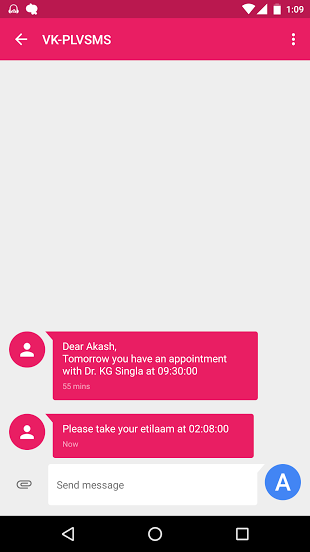 1:09
VK-PLVSMS
Dear Akash,
Tomorrow you have an appointment
with Dr. KG Singla at 09:30:00
55 mins
Please take your etilaam at 02:08:00
Now
Send message
A